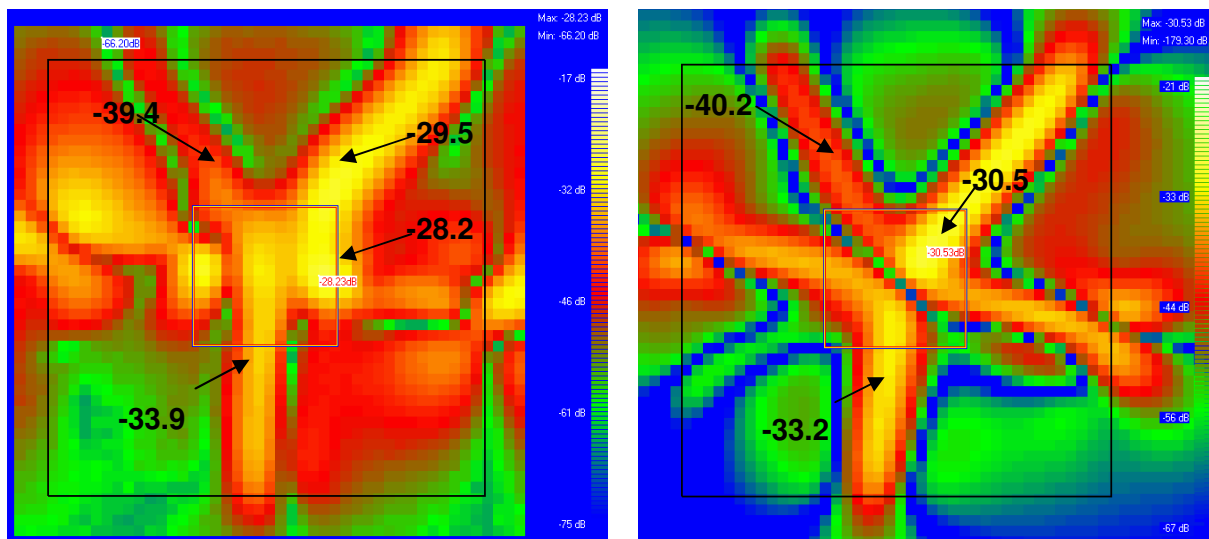 Max: -28.23 dB
Min: -66.20 dB
-66.20dB
-17 dB
-39.4
-29.5
-32 dB
-28.2
-28.23dB
-46 dB
-33.9
-61 dB
-75 dB
Max: -30.53 dB
Min: -179.30 dB
-21 dB
-40.2
-30.5
-33 dB
-30.53dB
-44 dB
-33.2
-56 dB
-67 dB